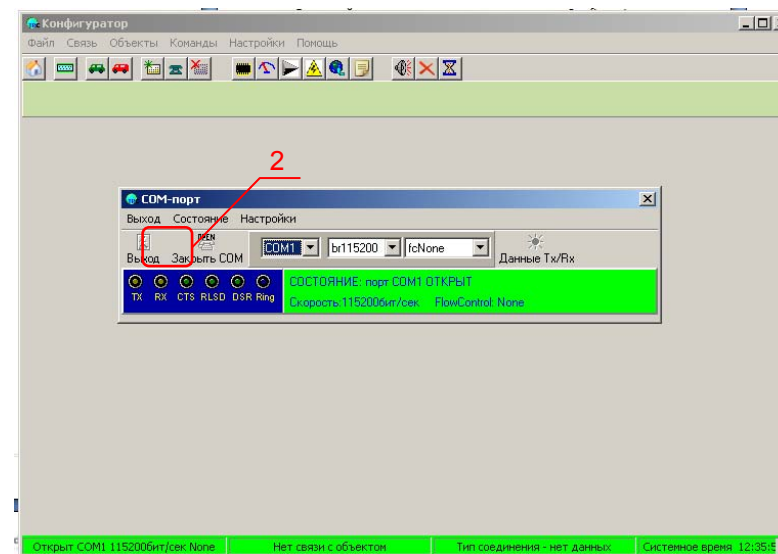 Конфигуратор
Файл Связь Объекты Команды Настройки Помощь
2
COM-порт
Выход Состояние Настройки
OPEN
Выход Закрыть COM COM1 br115200 fcNone Данные Tx/Rx
СОСТОЯНИЕ: порт COM1 ОТКРЫТ
TX RX CTS RLSD DSR Ring
Скорость:115200бит/сек FlowControl: None
Открыт COM1 115200бит/сек None Нет связи с объектом Тип соединения - нет данных Системное время 12:35:5